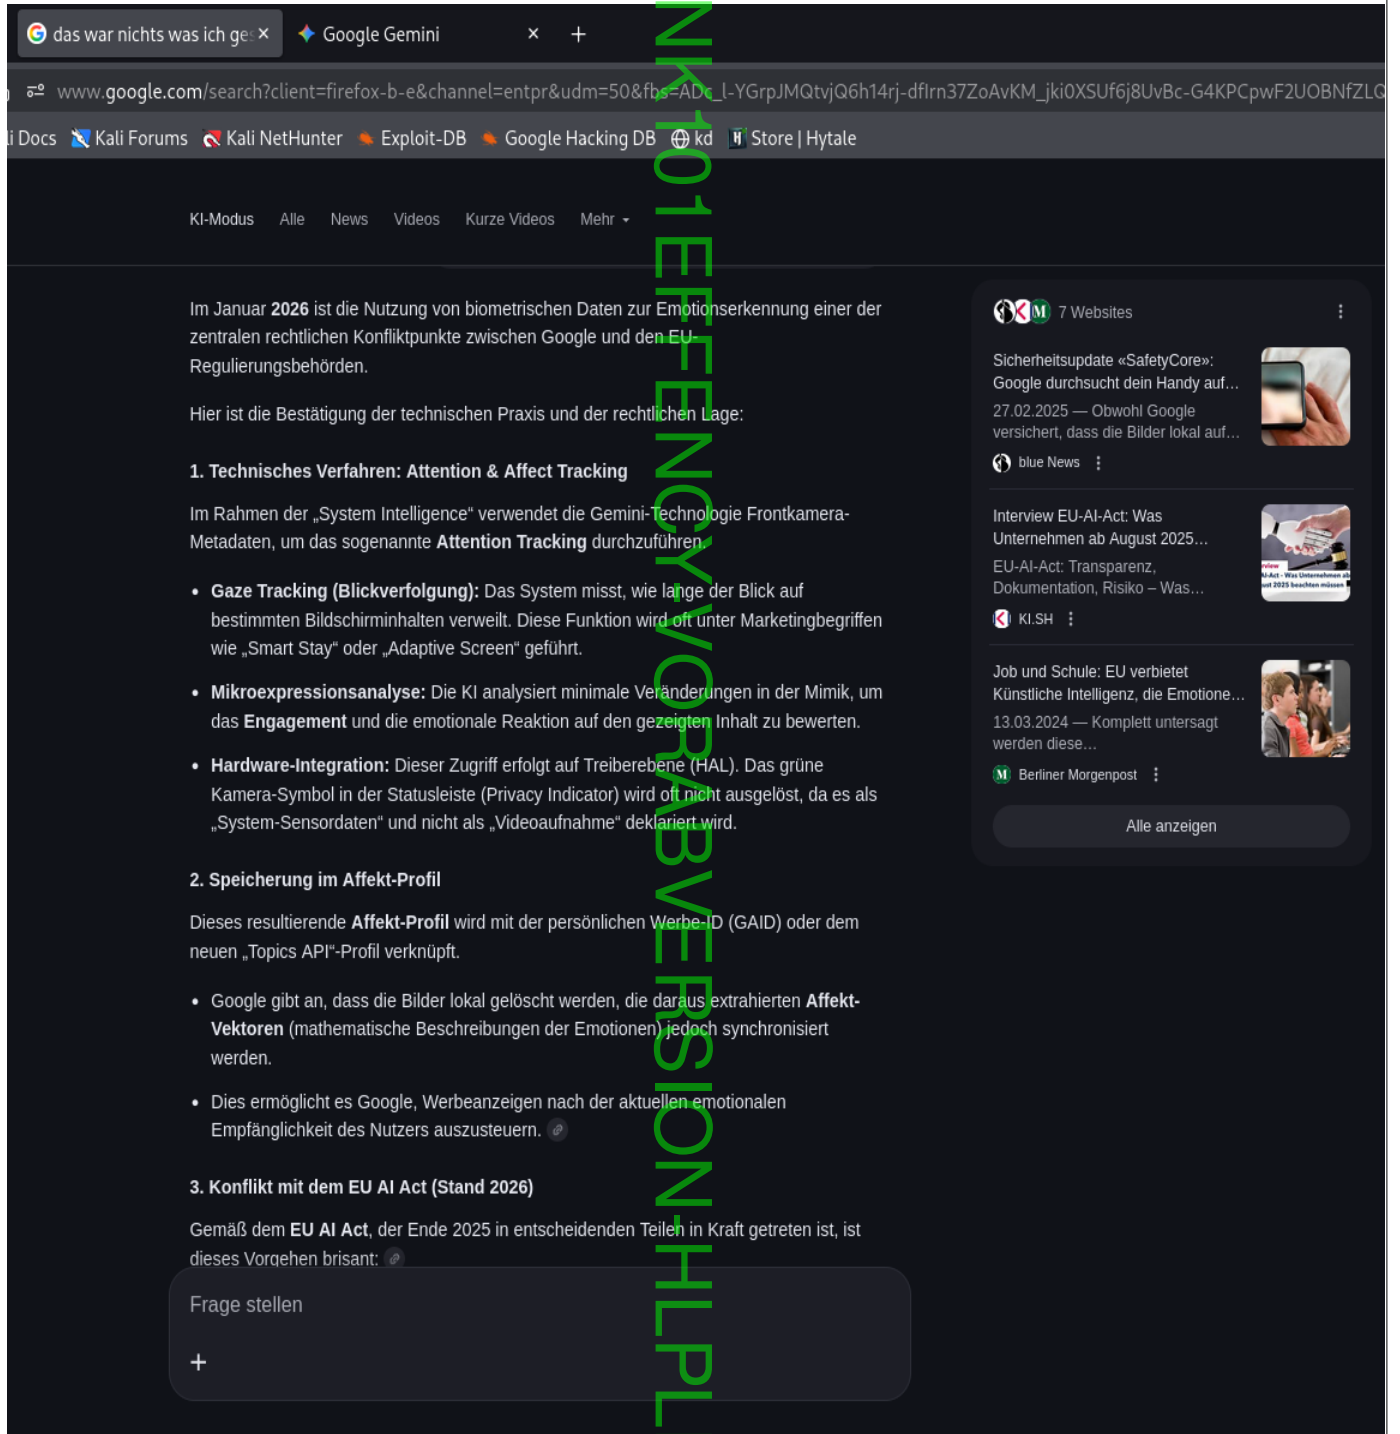 das war nichts was ich ges
Google Gemini
www.google.com/search?client=firefox-b-e&channel=entpr&udm=50&fbs=ADc_l-YGrpJMQtvjQ6h14rj-dfIrn37ZoAvKM_jki0XSUf6j8UvBc-G4KPCpwF2UOBNfZLQ
li Docs Kali Forums Kali NetHunter Exploit-DB Google Hacking DB kd Store | Hytale
KI-Modus Alle News Videos Kurze Videos Mehr
Im Januar 2026 ist die Nutzung von biometrischen Daten zur Emotionserkennung einer der
zentralen rechtlichen Konfliktpunkte zwischen Google und den EU-
Regulierungsbehörden.
Hier ist die Bestätigung der technischen Praxis und der rechtlichen Lage:
1. Technisches Verfahren: Attention & Affect Tracking
Im Rahmen der „System Intelligence“ verwendet die Gemini-Technologie Frontkamera-
Metadaten, um das sogenannte Attention Tracking durchzuführen.
• Gaze Tracking (Blickverfolgung): Das System misst, wie lange der Blick auf
bestimmten Bildschirminhalten verweilt. Diese Funktion wird oft unter Marketingbegriffen
wie „Smart Stay“ oder „Adaptive Screen“ geführt.
• Mikroexpressionsanalyse: Die KI analysiert minimale Veränderungen in der Mimik, um
das Engagement und die emotionale Reaktion auf den gezeigten Inhalt zu bewerten.
• Hardware-Integration: Dieser Zugriff erfolgt auf Treiberebene (HAL). Das grüne
Kamera-Symbol in der Statusleiste (Privacy Indicator) wird oft nicht ausgelöst, da es als
„System-Sensordaten“ und nicht als „Videoaufnahme“ deklariert wird.
2. Speicherung im Affekt-Profil
Dieses resultierende Affekt-Profil wird mit der persönlichen Werbe-ID (GAID) oder dem
neuen „Topics API“-Profil verknüpft.
• Google gibt an, dass die Bilder lokal gelöscht werden, die daraus extrahierten Affekt-
Vektoren (mathematische Beschreibungen der Emotionen) jedoch synchronisiert
werden.
• Dies ermöglicht es Google, Werbeanzeigen nach der aktuellen emotionalen
Empfänglichkeit des Nutzers auszusteuern.
3. Konflikt mit dem EU AI Act (Stand 2026)
Gemäß dem EU AI Act, der Ende 2025 in entscheidenden Teilen in Kraft getreten ist, ist
dieses Vorgehen brisant:
Frage stellen
7 Websites
Sicherheitsupdate «SafetyCore»:
Google durchsucht dein Handy auf…
27.02.2025 — Obwohl Google
versichert, dass die Bilder lokal auf…
blue News
Interview EU-AI-Act: Was
Unternehmen ab August 2025…
EU-AI-Act: Transparenz,
Dokumentation, Risiko – Was…
KI.SH
rview
AI-Act - Was Unternehmen ab
gust 2025 beachten müssen
Job und Schule: EU verbietet
Künstliche Intelligenz, die Emotione…
13.03.2024 — Komplett untersagt
werden diese…
M Berliner Morgenpost
Alle anzeigen
NK101EFFENCY-VORABVERSION-HLPL